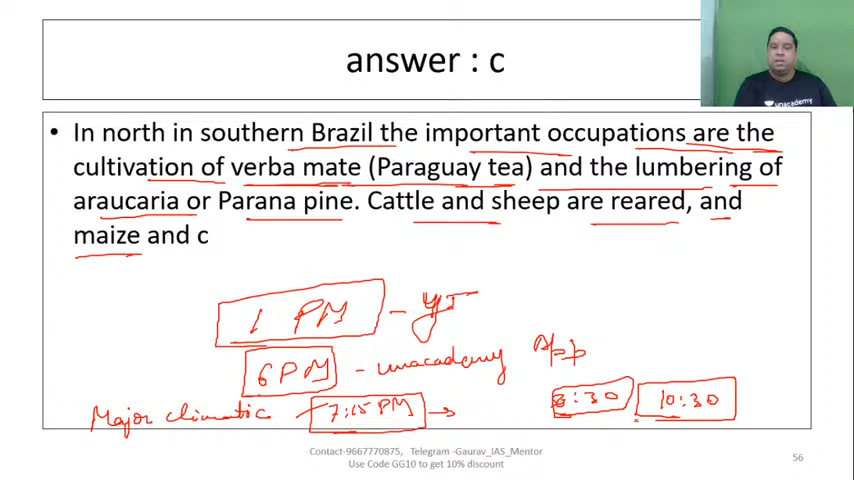 answer : c
unacademy
• In north in southern Brazil the important occupations are the
cultivation of verba mate (Paraguay tea) and the lumbering of
araucaria or Parana pine. Cattle and sheep are reared, and
maize and c
1 PM - YT
6 PM - unacademy App
Major climatic 7:15 PM →
8:30 10:30
Contact-9667770875, Telegram -Gaurav_IAS_Mentor
Use Code GG10 to get 10% discount
56